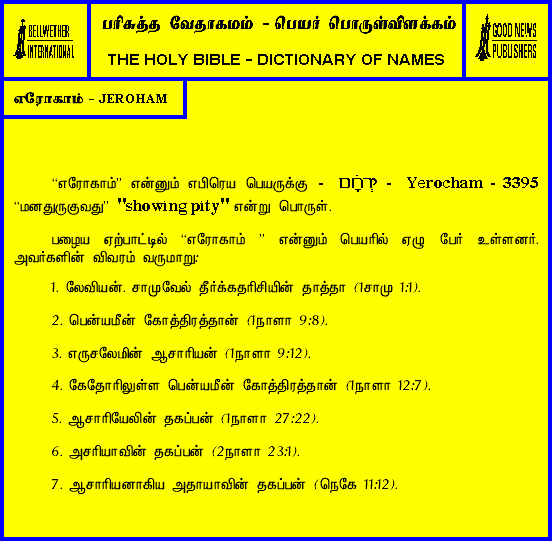 BELLWETHER
INTERNATIONAL
பரிசுத்த வேதாகமம் - பெயர் பொருள்விளக்கம்
THE HOLY BIBLE - DICTIONARY OF NAMES
GOOD NEWS
PUBLISHERS
எரோகாம் - JEROHAM
“எரோகாம்” என்னும் எபிரெய பெயருக்கு - יְרֹחָם - Yerocham - 3395
“மனதுருகுவது” "showing pity" என்று பொருள்.
பழைய ஏற்பாட்டில் “எரோகாம் ” என்னும் பெயரில் ஏழு பேர் உள்ளனர்.
அவர்களின் விவரம் வருமாறு:
1. லேவியன். சாமுவேல் தீர்க்கதரிசியின் தாத்தா (1சாமு 1:1).
2. பென்யமீன் கோத்திரத்தான் (1நாளா 9:8).
3. எருசலேமின் ஆசாரியன் (1நாளா 9:12).
4. கேதோரிலுள்ள பென்யமீன் கோத்திரத்தான் (1நாளா 12:7).
5. ஆசாரியேலின் தகப்பன் (1நாளா 27:22).
6. அசரியாவின் தகப்பன் (2நாளா 23:1).
7. ஆசாரியனாகிய அதாயாவின் தகப்பன் (நெகே 11:12).